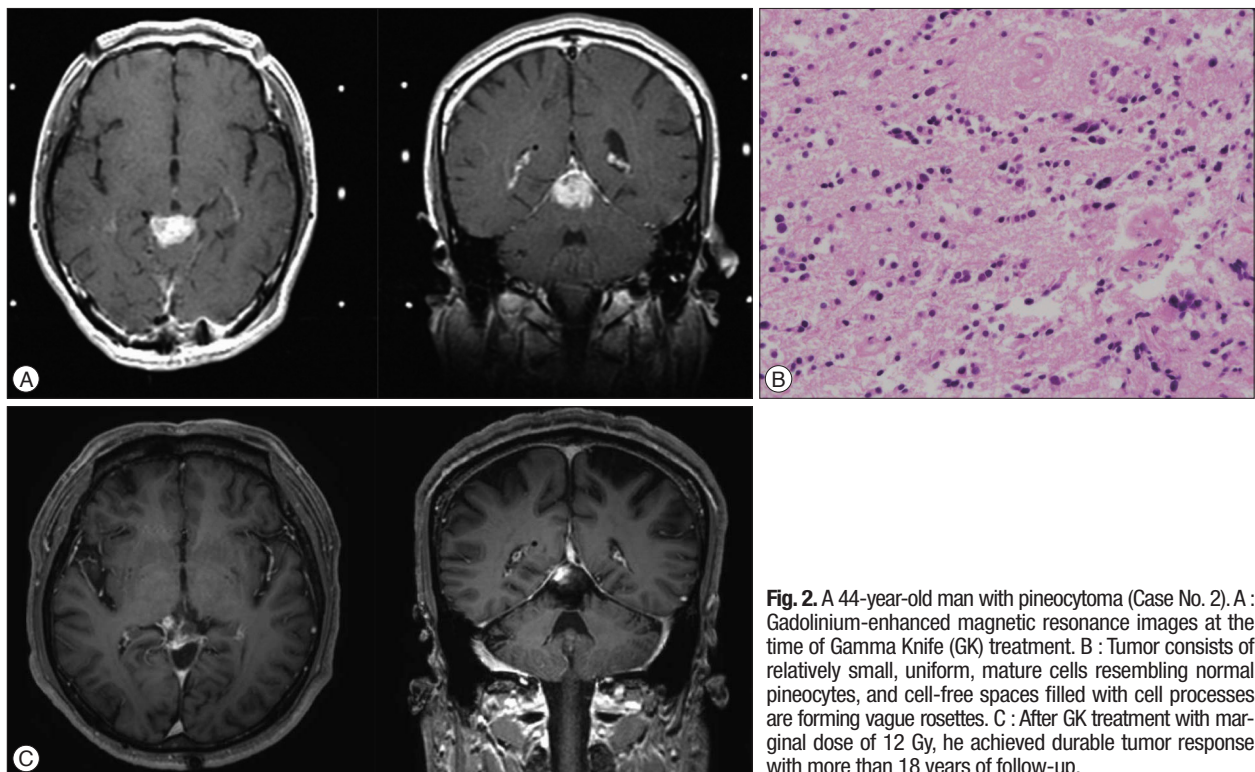 A
B
C
Fig. 2. A 44-year-old man with pineocytoma (Case No. 2). A :
Gadolinium-enhanced magnetic resonance images at the
time of Gamma Knife (GK) treatment. B : Tumor consists of
relatively small, uniform, mature cells resembling normal
pineocytes, and cell-free spaces filled with cell processes
are forming vague rosettes. C : After GK treatment with mar-
ginal dose of 12 Gy, he achieved durable tumor response
with more than 18 years of follow-up.